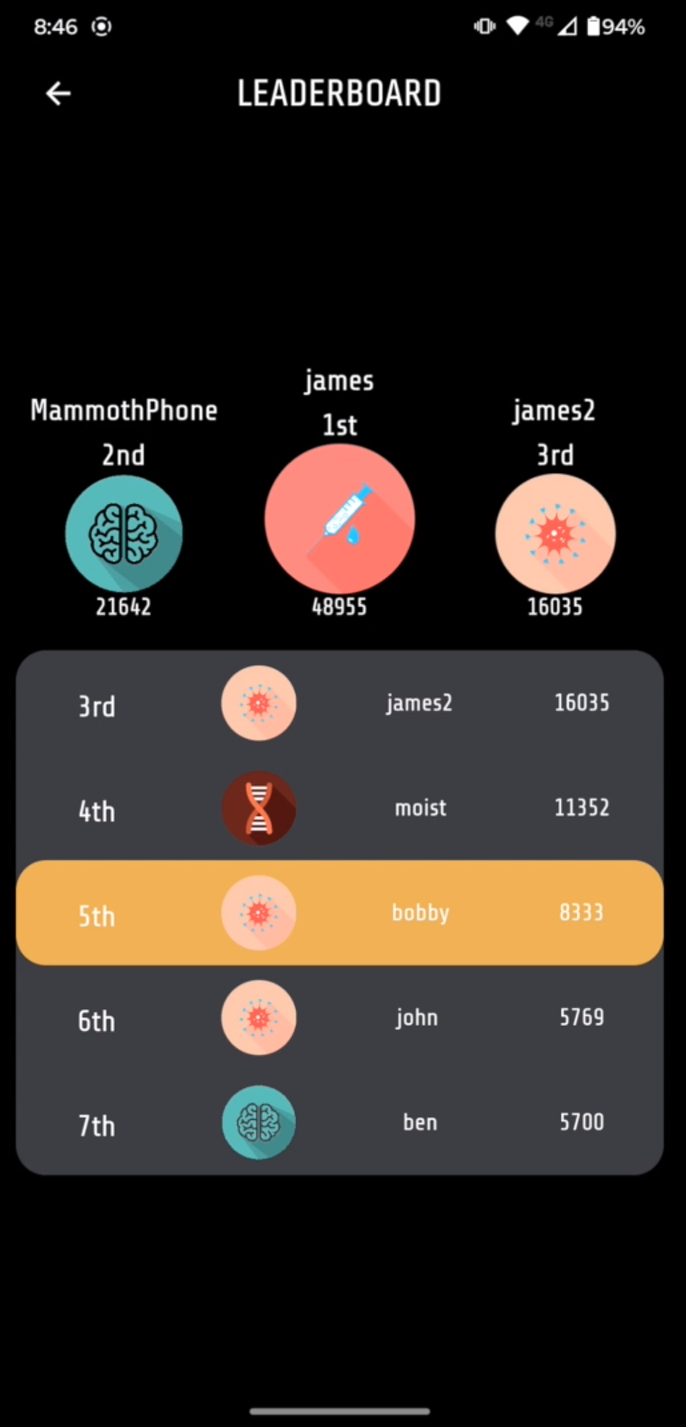 8:46 4G 94%
LEADERBOARD
james
MammothPhone 1st james2
2nd 3rd
21642 48955 16035
3rd james2 16035
4th moist 11352
5th bobby 8333
6th john 5769
7th ben 5700